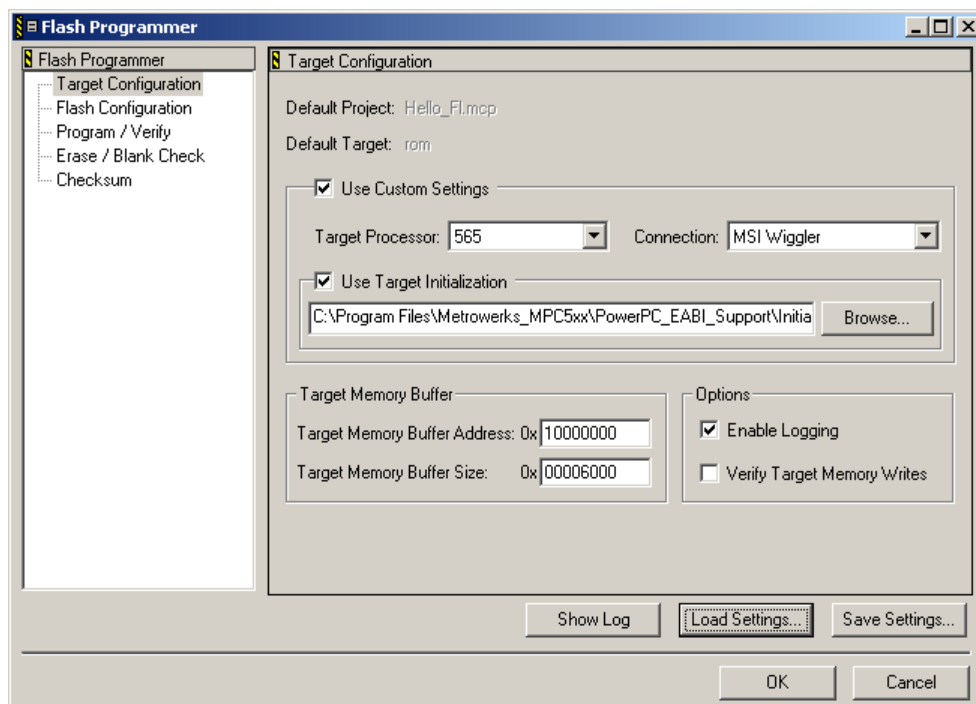 Flash Programmer
Flash Programmer
Target Configuration
Flash Configuration
Program / Verify
Erase / Blank Check
Checksum
Target Configuration
Default Project: Hello_Fl.mcp
Default Target: rom
Use Custom Settings
Target Processor: 565 Connection: MSI Wiggler
Use Target Initialization
C:\Program Files\Metrowerks_MPC5xx\PowerPC_EABI_Support\Initia Browse...
Target Memory Buffer
Target Memory Buffer Address: 0x 10000000
Target Memory Buffer Size: 0x 00006000
Options
Enable Logging
Verify Target Memory Writes
Show Log Load Settings... Save Settings...
OK Cancel